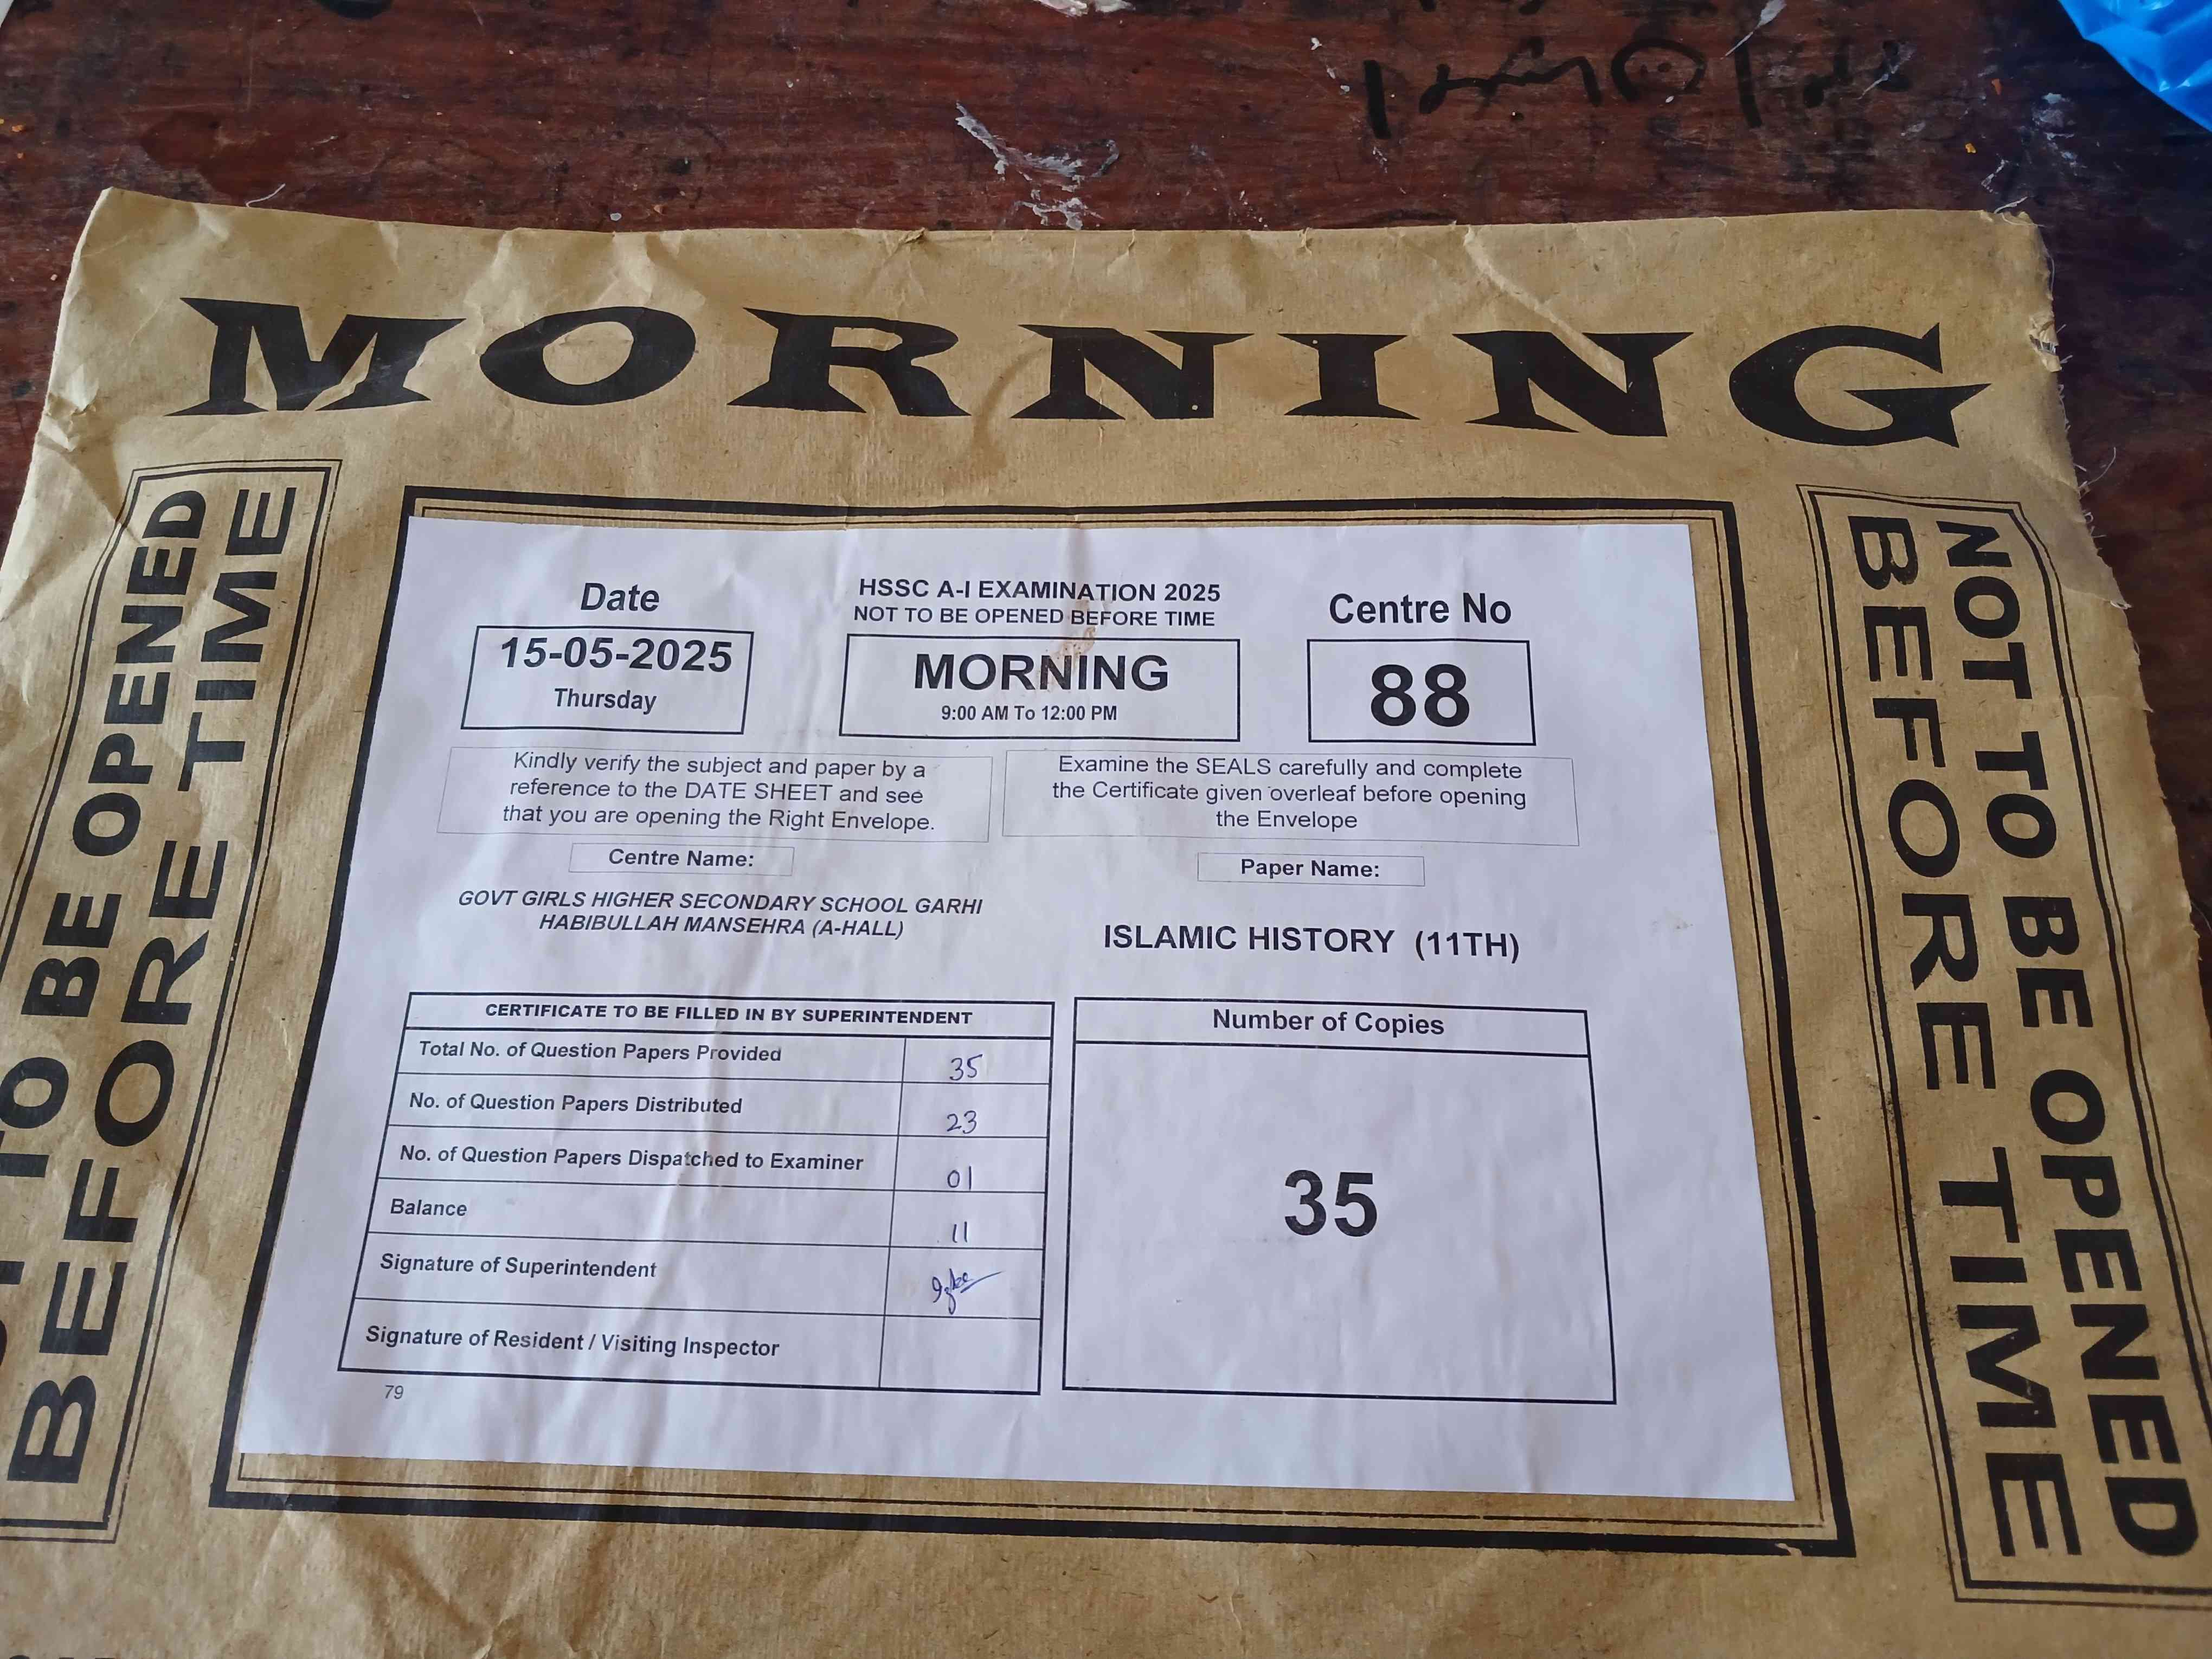 MORNING
NOT TO BE OPENED
BEFORE TIME
TO BE OPENED
BEFORE TIME
Date
15-05-2025
Thursday
HSSC A-I EXAMINATION 2025
NOT TO BE OPENED BEFORE TIME
MORNING
9:00 AM To 12:00 PM
Centre No
88
Kindly verify the subject and paper by a
reference to the DATE SHEET and see
that you are opening the Right Envelope.
Examine the SEALS carefully and complete
the Certificate given overleaf before opening
the Envelope
Centre Name:
GOVT GIRLS HIGHER SECONDARY SCHOOL GARHI
HABIBULLAH MANSEHRA (A-HALL)
Paper Name:
ISLAMIC HISTORY (11TH)
CERTIFICATE TO BE FILLED IN BY SUPERINTENDENT
Total No. of Question Papers Provided 35
No. of Question Papers Distributed 23
No. of Question Papers Dispatched to Examiner 01
Balance 11
Signature of Superintendent
Signature of Resident / Visiting Inspector
Number of Copies
35
79